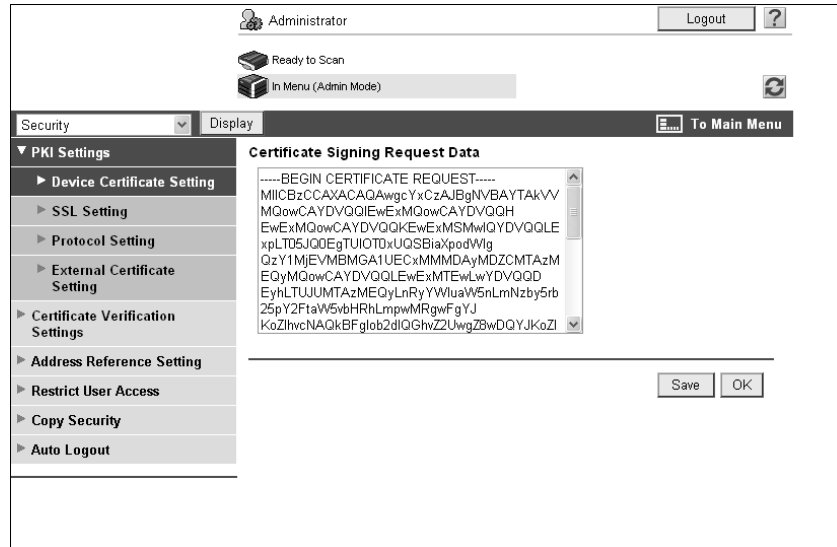 Administrator
Logout
?
Ready to Scan
In Menu (Admin Mode)
Security
Display
To Main Menu
PKI Settings
Device Certificate Setting
SSL Setting
Protocol Setting
External Certificate
Setting
Certificate Verification
Settings
Address Reference Setting
Restrict User Access
Copy Security
Auto Logout
Certificate Signing Request Data
-----BEGIN CERTIFICATE REQUEST-----
MIICBzCCAXACAQAwgcYxCzAJBgNVBAYTAkVV
MQowCAYDVQQIEwExMQowCAYDVQQH
EwExMQowCAYDVQQKEwExMSMwIQYDVQQLE
xpLT05JQ0EgTUlOT0xUQSBiaXpodWIg
QzY1MjEVMBMGA1UECxMMMDAyMDZCMTAzM
EQyMQowCAYDVQQLEwExMTEwLwYDVQQD
EyhLTUJUMTAzMEQyLnRyYWluaW5nLmNzby5rb
25pY2FtaW5vbHRhLmpwMRgwFgYJ
KoZIhvcNAQkBFglob2dlQGhvZ2UwgZ8wDQYJKoZI
Save
OK